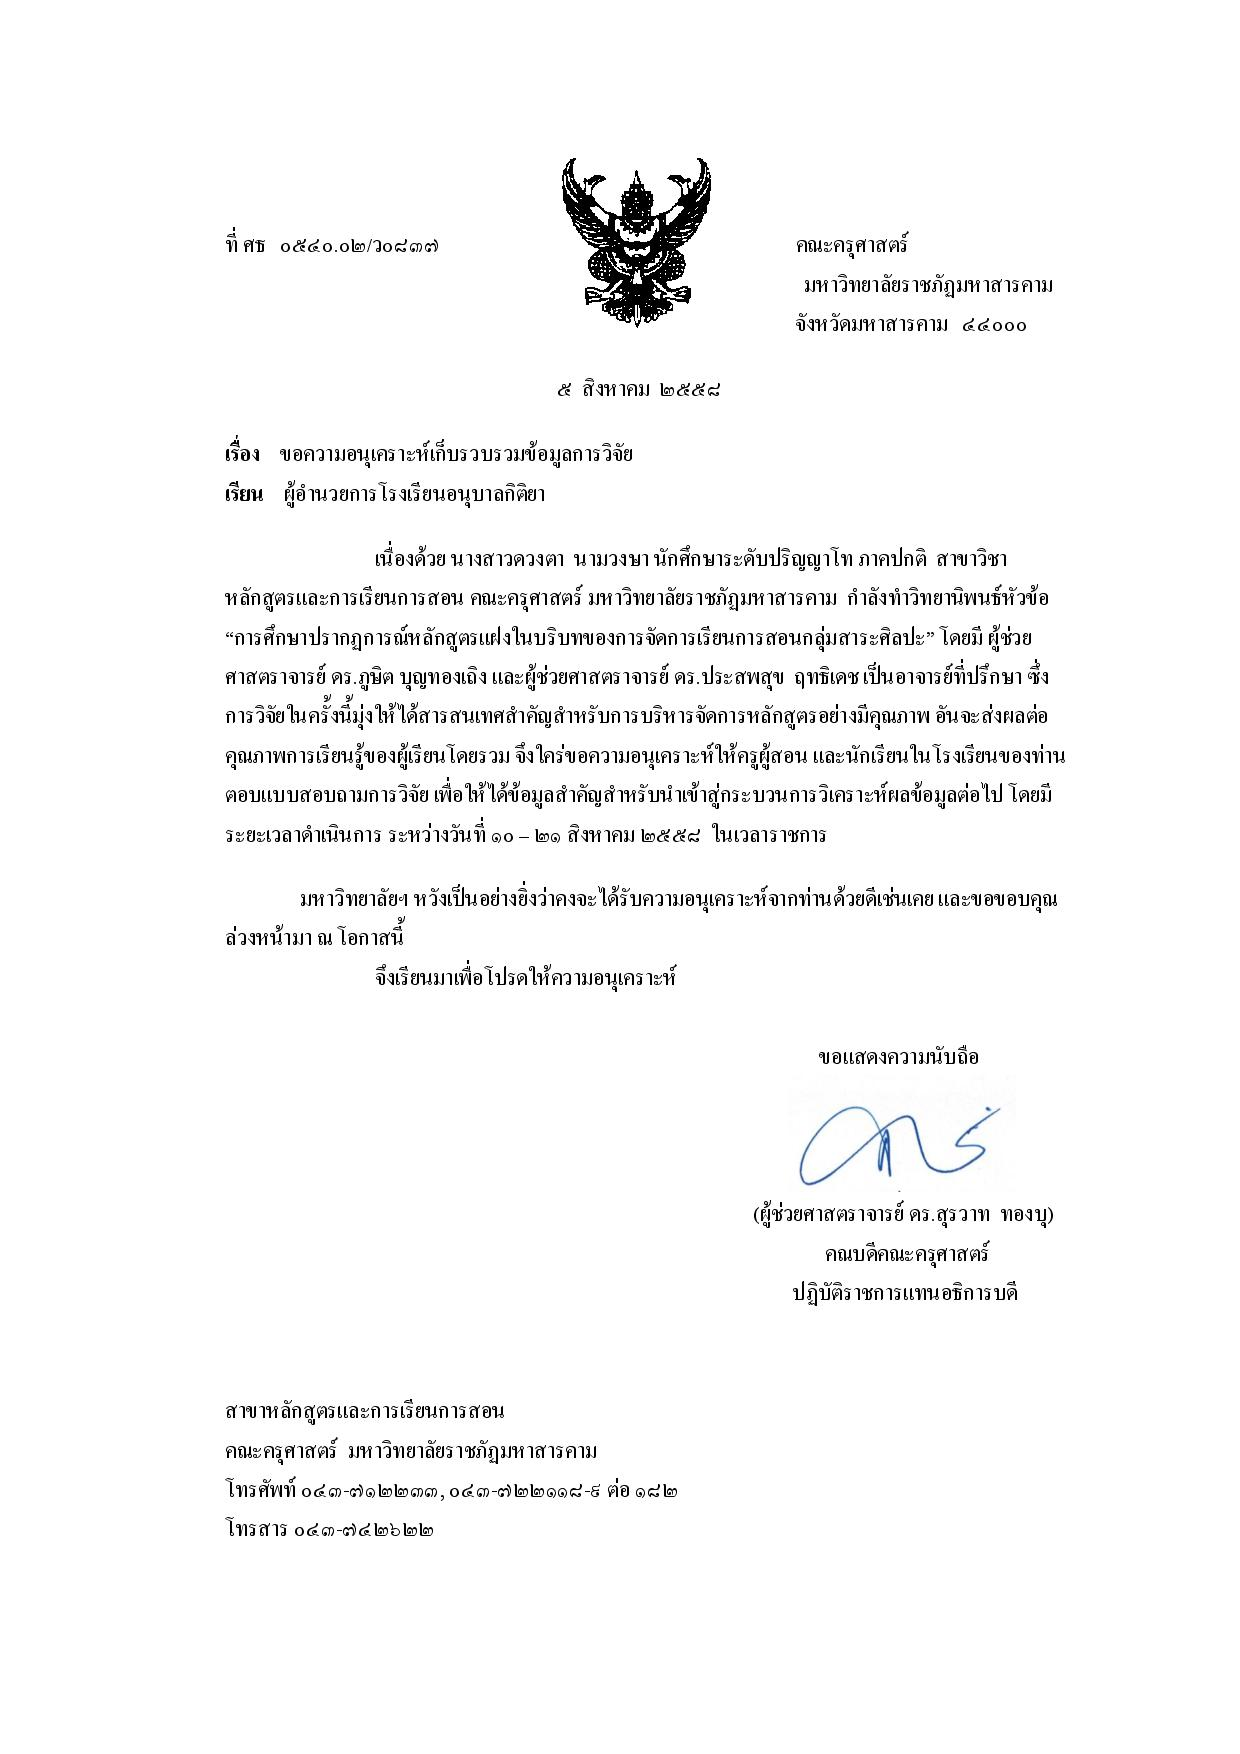 ที่ ศธ ๐๕๔๐.๐๒/ว๐๘๓๗
คณะครุศาสตร์
มหาวิทยาลัยราชภัฏมหาสารคาม
จังหวัดมหาสารคาม ๔๔๐๐๐
๕ สิงหาคม ๒๕๕๘
เรื่อง ขอความอนุเคราะห์เก็บรวบรวมข้อมูลการวิจัย
เรียน ผู้อำนวยการโรงเรียนอนุบาลกิติยา
เนื่องด้วย นางสาวดวงตา นามวงษา นักศึกษาระดับปริญญาโท ภาคปกติ สาขาวิชา
หลักสูตรและการเรียนการสอน คณะครุศาสตร์ มหาวิทยาลัยราชภัฏมหาสารคาม กำลังทำวิทยานิพนธ์หัวข้อ
“การศึกษาปรากฏการณ์หลักสูตรแฝงในบริบทของการจัดการเรียนการสอนกลุ่มสาระศิลปะ” โดยมี ผู้ช่วย
ศาสตราจารย์ ดร.ภูษิต บุญทองเถิง และผู้ช่วยศาสตราจารย์ ดร.ประสพสุข ฤทธิเดช เป็นอาจารย์ที่ปรึกษา ซึ่ง
การวิจัยในครั้งนี้มุ่งให้ได้สารสนเทศสำคัญสำหรับการบริหารจัดการหลักสูตรอย่างมีคุณภาพ อันจะส่งผลต่อ
คุณภาพการเรียนรู้ของผู้เรียนโดยรวม จึงใคร่ขอความอนุเคราะห์ให้ครูผู้สอน และนักเรียนในโรงเรียนของท่าน
ตอบแบบสอบถามการวิจัย เพื่อให้ได้ข้อมูลสำคัญสำหรับนำเข้าสู่กระบวนการวิเคราะห์ผลข้อมูลต่อไป โดยมี
ระยะเวลาดำเนินการ ระหว่างวันที่ ๑๐ – ๒๑ สิงหาคม ๒๕๕๘ ในเวลาราชการ
มหาวิทยาลัยฯ หวังเป็นอย่างยิ่งว่าคงจะได้รับความอนุเคราะห์จากท่านด้วยดีเช่นเคย และขอขอบคุณ
ล่วงหน้ามา ณ โอกาสนี้
จึงเรียนมาเพื่อโปรดให้ความอนุเคราะห์
ขอแสดงความนับถือ
(ผู้ช่วยศาสตราจารย์ ดร.สุรวาท ทองบุ)
คณบดีคณะครุศาสตร์
ปฏิบัติราชการแทนอธิการบดี
สาขาหลักสูตรและการเรียนการสอน
คณะครุศาสตร์ มหาวิทยาลัยราชภัฏมหาสารคาม
โทรศัพท์ ๐๔๓-๗๑๒๒๓๓, ๐๔๓-๗๒๒๑๑๘-๙ ต่อ ๑๘๒
โทรสาร ๐๔๓-๗๔๒๖๒๒